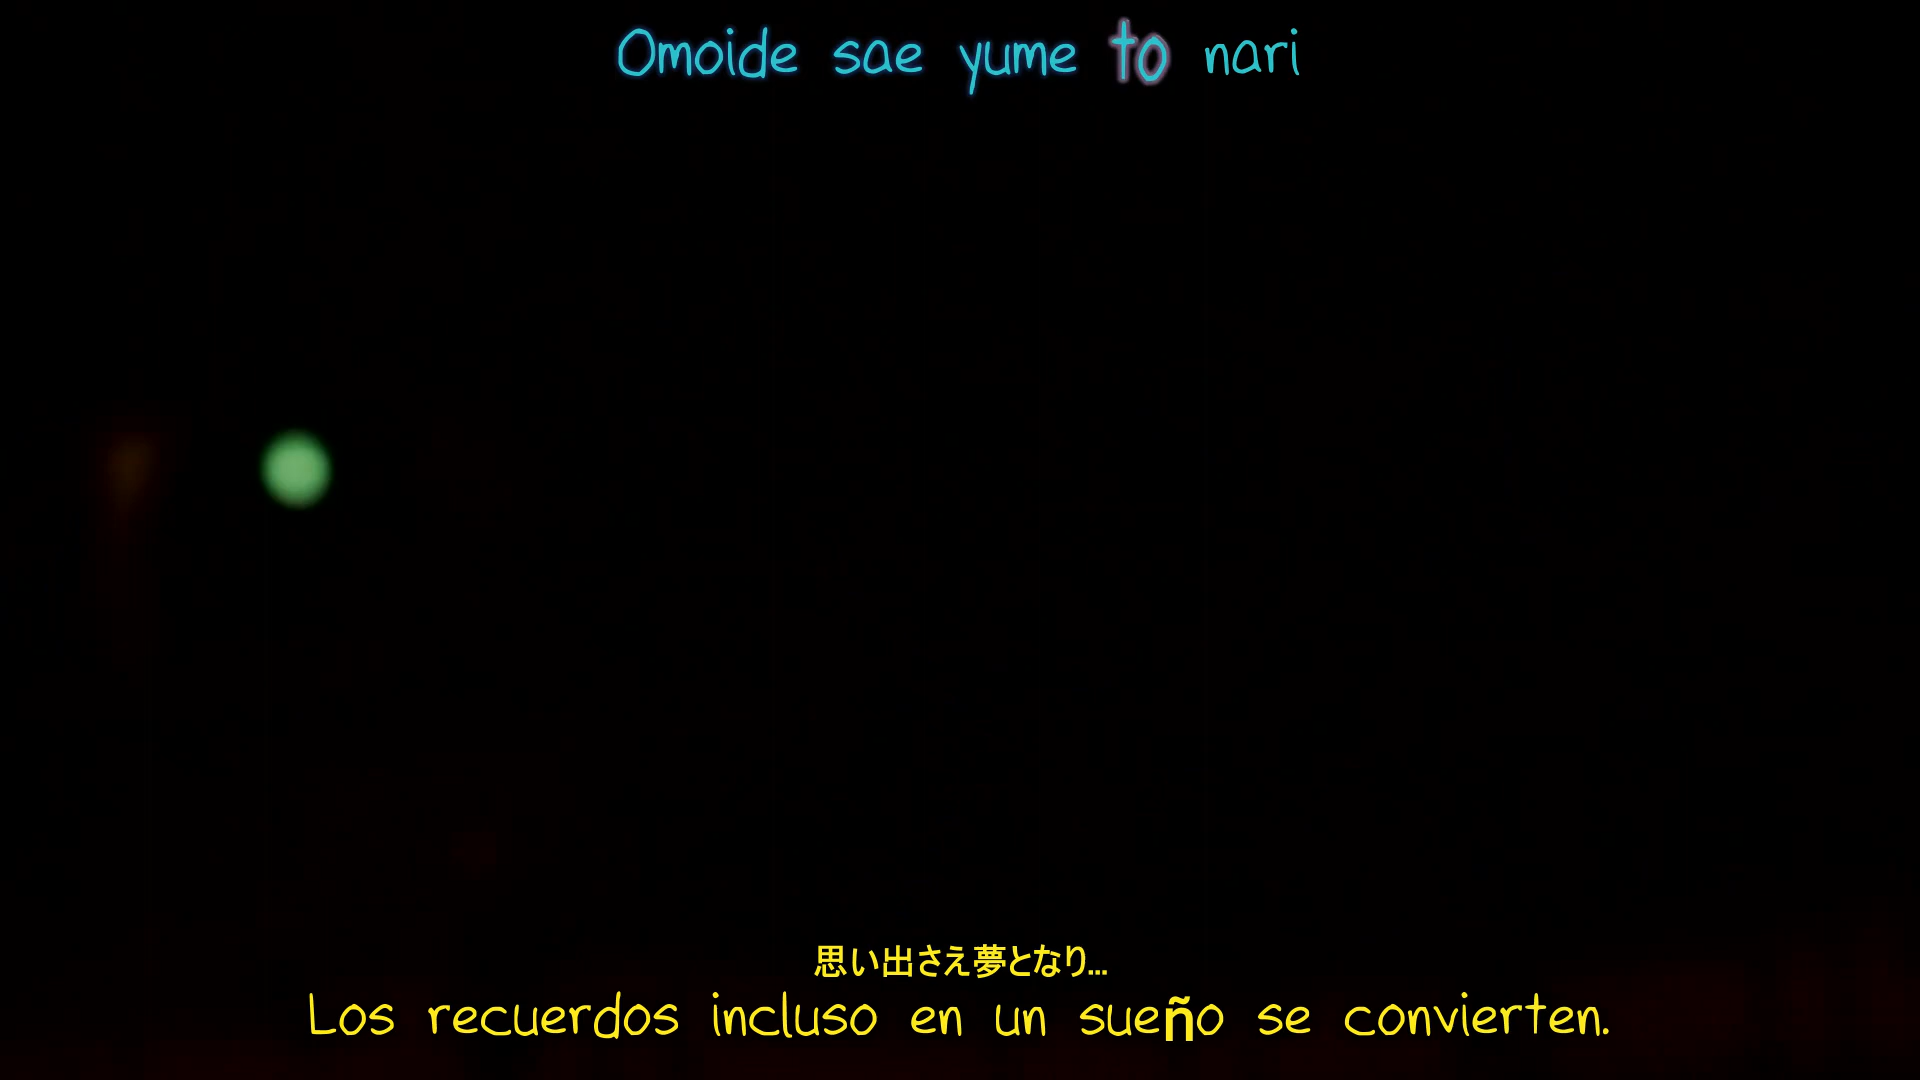 Omoide sae yume to nari
思い出さえ夢となり...
Los recuerdos incluso en un sueño se convierten.